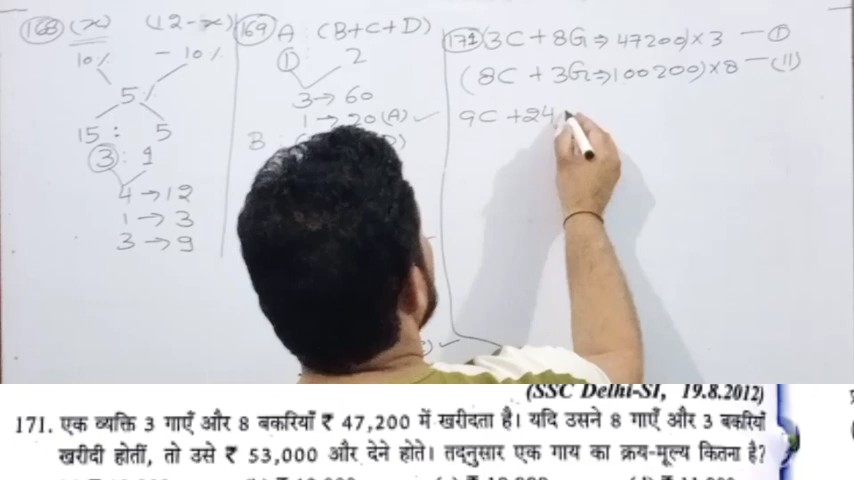 168 (x) (12-x)
10% - 10%
5%
15 : 5
3 : 1
4 → 12
1 → 3
3 → 9
169 A : (B+C+D)
1 2
3 → 60
1 → 20 (A) ✓
B
171 (3C + 8G ⇒ 47200) × 3 — I
(8C + 3G ⇒ 100200) × 8 — (II)
9C + 24
(SSC Delhi-SI, 19.8.2012)
171. एक व्यक्ति 3 गाएँ और 8 बकरियाँ ₹ 47,200 में खरीदता है। यदि उसने 8 गाएँ और 3 बकरियाँ
खरीदी होतीं, तो उसे ₹ 53,000 और देने होते। तद्नुसार एक गाय का क्रय-मूल्य कितना है?